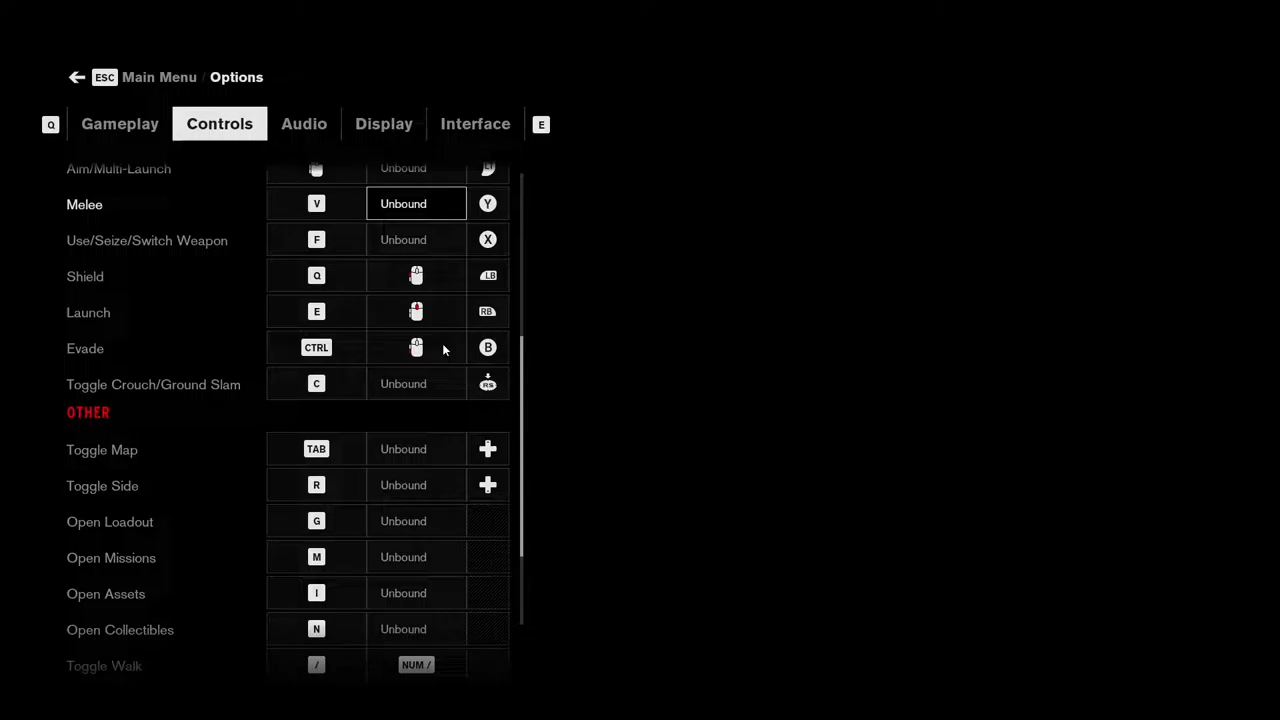 ESC Main Menu / Options
Q Gameplay Controls Audio Display Interface E
Aim/Multi-Launch Unbound LT
Melee V Unbound Y
Use/Seize/Switch Weapon F Unbound X
Shield Q LB
Launch E RB
Evade CTRL B
Toggle Crouch/Ground Slam C Unbound RS
OTHER
Toggle Map TAB Unbound
Toggle Side R Unbound
Open Loadout G Unbound
Open Missions M Unbound
Open Assets I Unbound
Open Collectibles N Unbound
Toggle Walk / NUM /